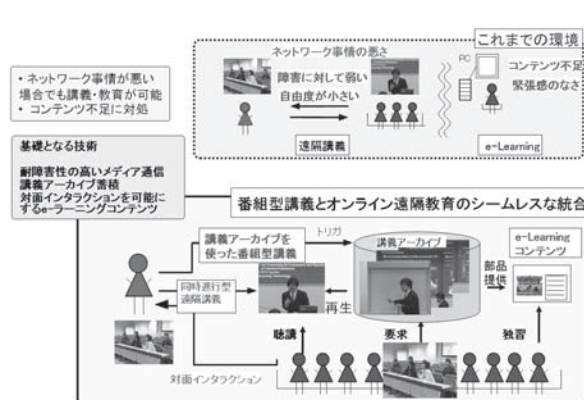 これまでの環境
ネットワーク事情の悪さ
障害に対して弱い
自由度が小さい
遠隔講義
PC
コンテンツ不足
緊張感のなさ
e-Learning
・ネットワーク事情が悪い
場合でも講義・教育が可能
・コンテンツ不足に対処
基礎となる技術
耐障害性の高いメディア通信
講義アーカイブ蓄積
対面インタラクションを可能に
するe-ラーニングコンテンツ
番組型講義とオンライン遠隔教育のシームレスな統合
講義アーカイブを
使った番組型講義
トリガ
講義アーカイブ
e-Learning
コンテンツ
同時進行型
遠隔講義
再生
部品
提供
聴講
要求
独習
対面インタラクション